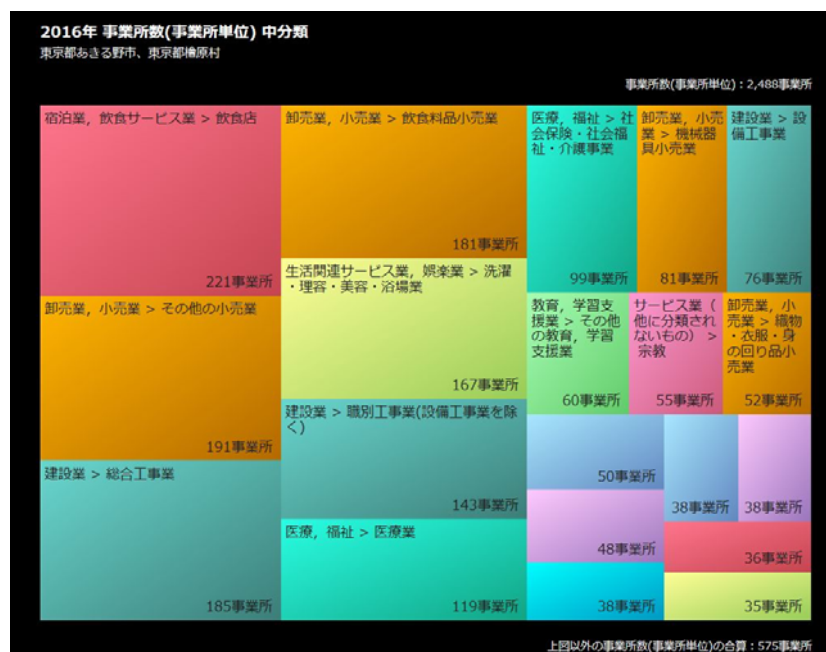 2016年 事業所数(事業所単位) 中分類
東京都あきる野市、東京都檜原村
事業所数(事業所単位) : 2,488事業所
宿泊業, 飲食サービス業 > 飲食店
221事業所
卸売業, 小売業 > その他の小売業
191事業所
建設業 > 総合工事業
185事業所
卸売業, 小売業 > 飲食料品小売業
181事業所
生活関連サービス業, 娯楽業 > 洗濯
・理容・美容・浴場業
167事業所
建設業 > 職別工事業(設備工事業を除
く)
143事業所
医療, 福祉 > 医療業
119事業所
医療, 福祉 > 社
会保険・社会福
祉・介護事業
99事業所
卸売業, 小売
業 > 機械器
具小売業
81事業所
建設業 > 設
備工事業
76事業所
教育, 学習支
援業 > その他
の教育, 学習
支援業
60事業所
サービス業 (
他に分類され
ないもの) >
宗教
55事業所
卸売業, 小
売業 > 織物
・衣服・身
の回り品小
売業
52事業所
50事業所
48事業所
38事業所
38事業所
38事業所
36事業所
35事業所
上図以外の事業所数(事業所単位)の合算 : 575事業所